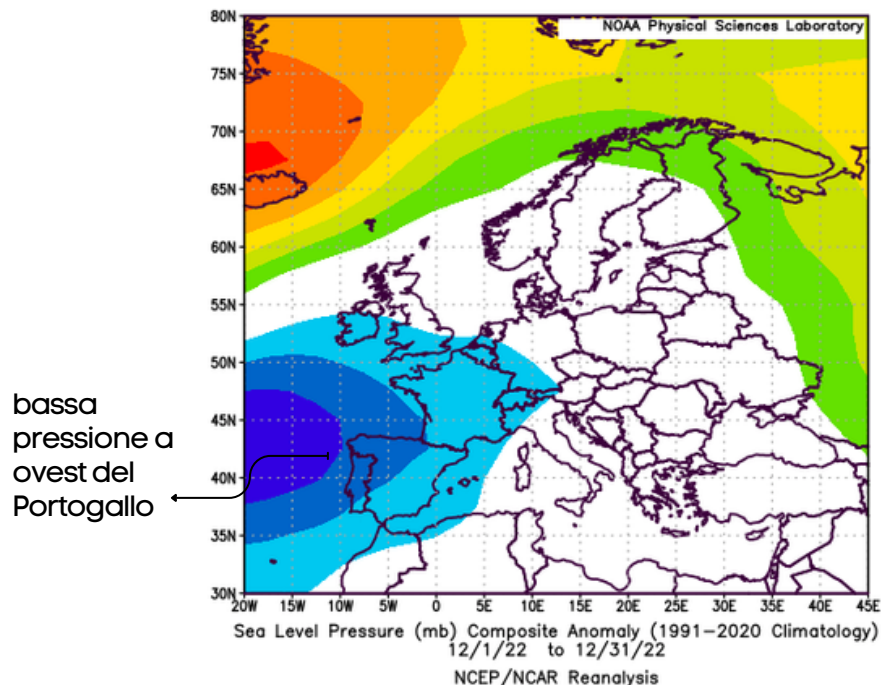 NOAA Physical Sciences Laboratory
80N
75N
70N
65N
60N
55N
50N
45N
40N
35N
30N
20W 15W 10W 5W 0 5E 10E 15E 20E 25E 30E 35E 40E 45E
bassa
pressione a
ovest del
Portogallo
Sea Level Pressure (mb) Composite Anomaly (1991-2020 Climatology)
12/1/22 to 12/31/22
NCEP/NCAR Reanalysis